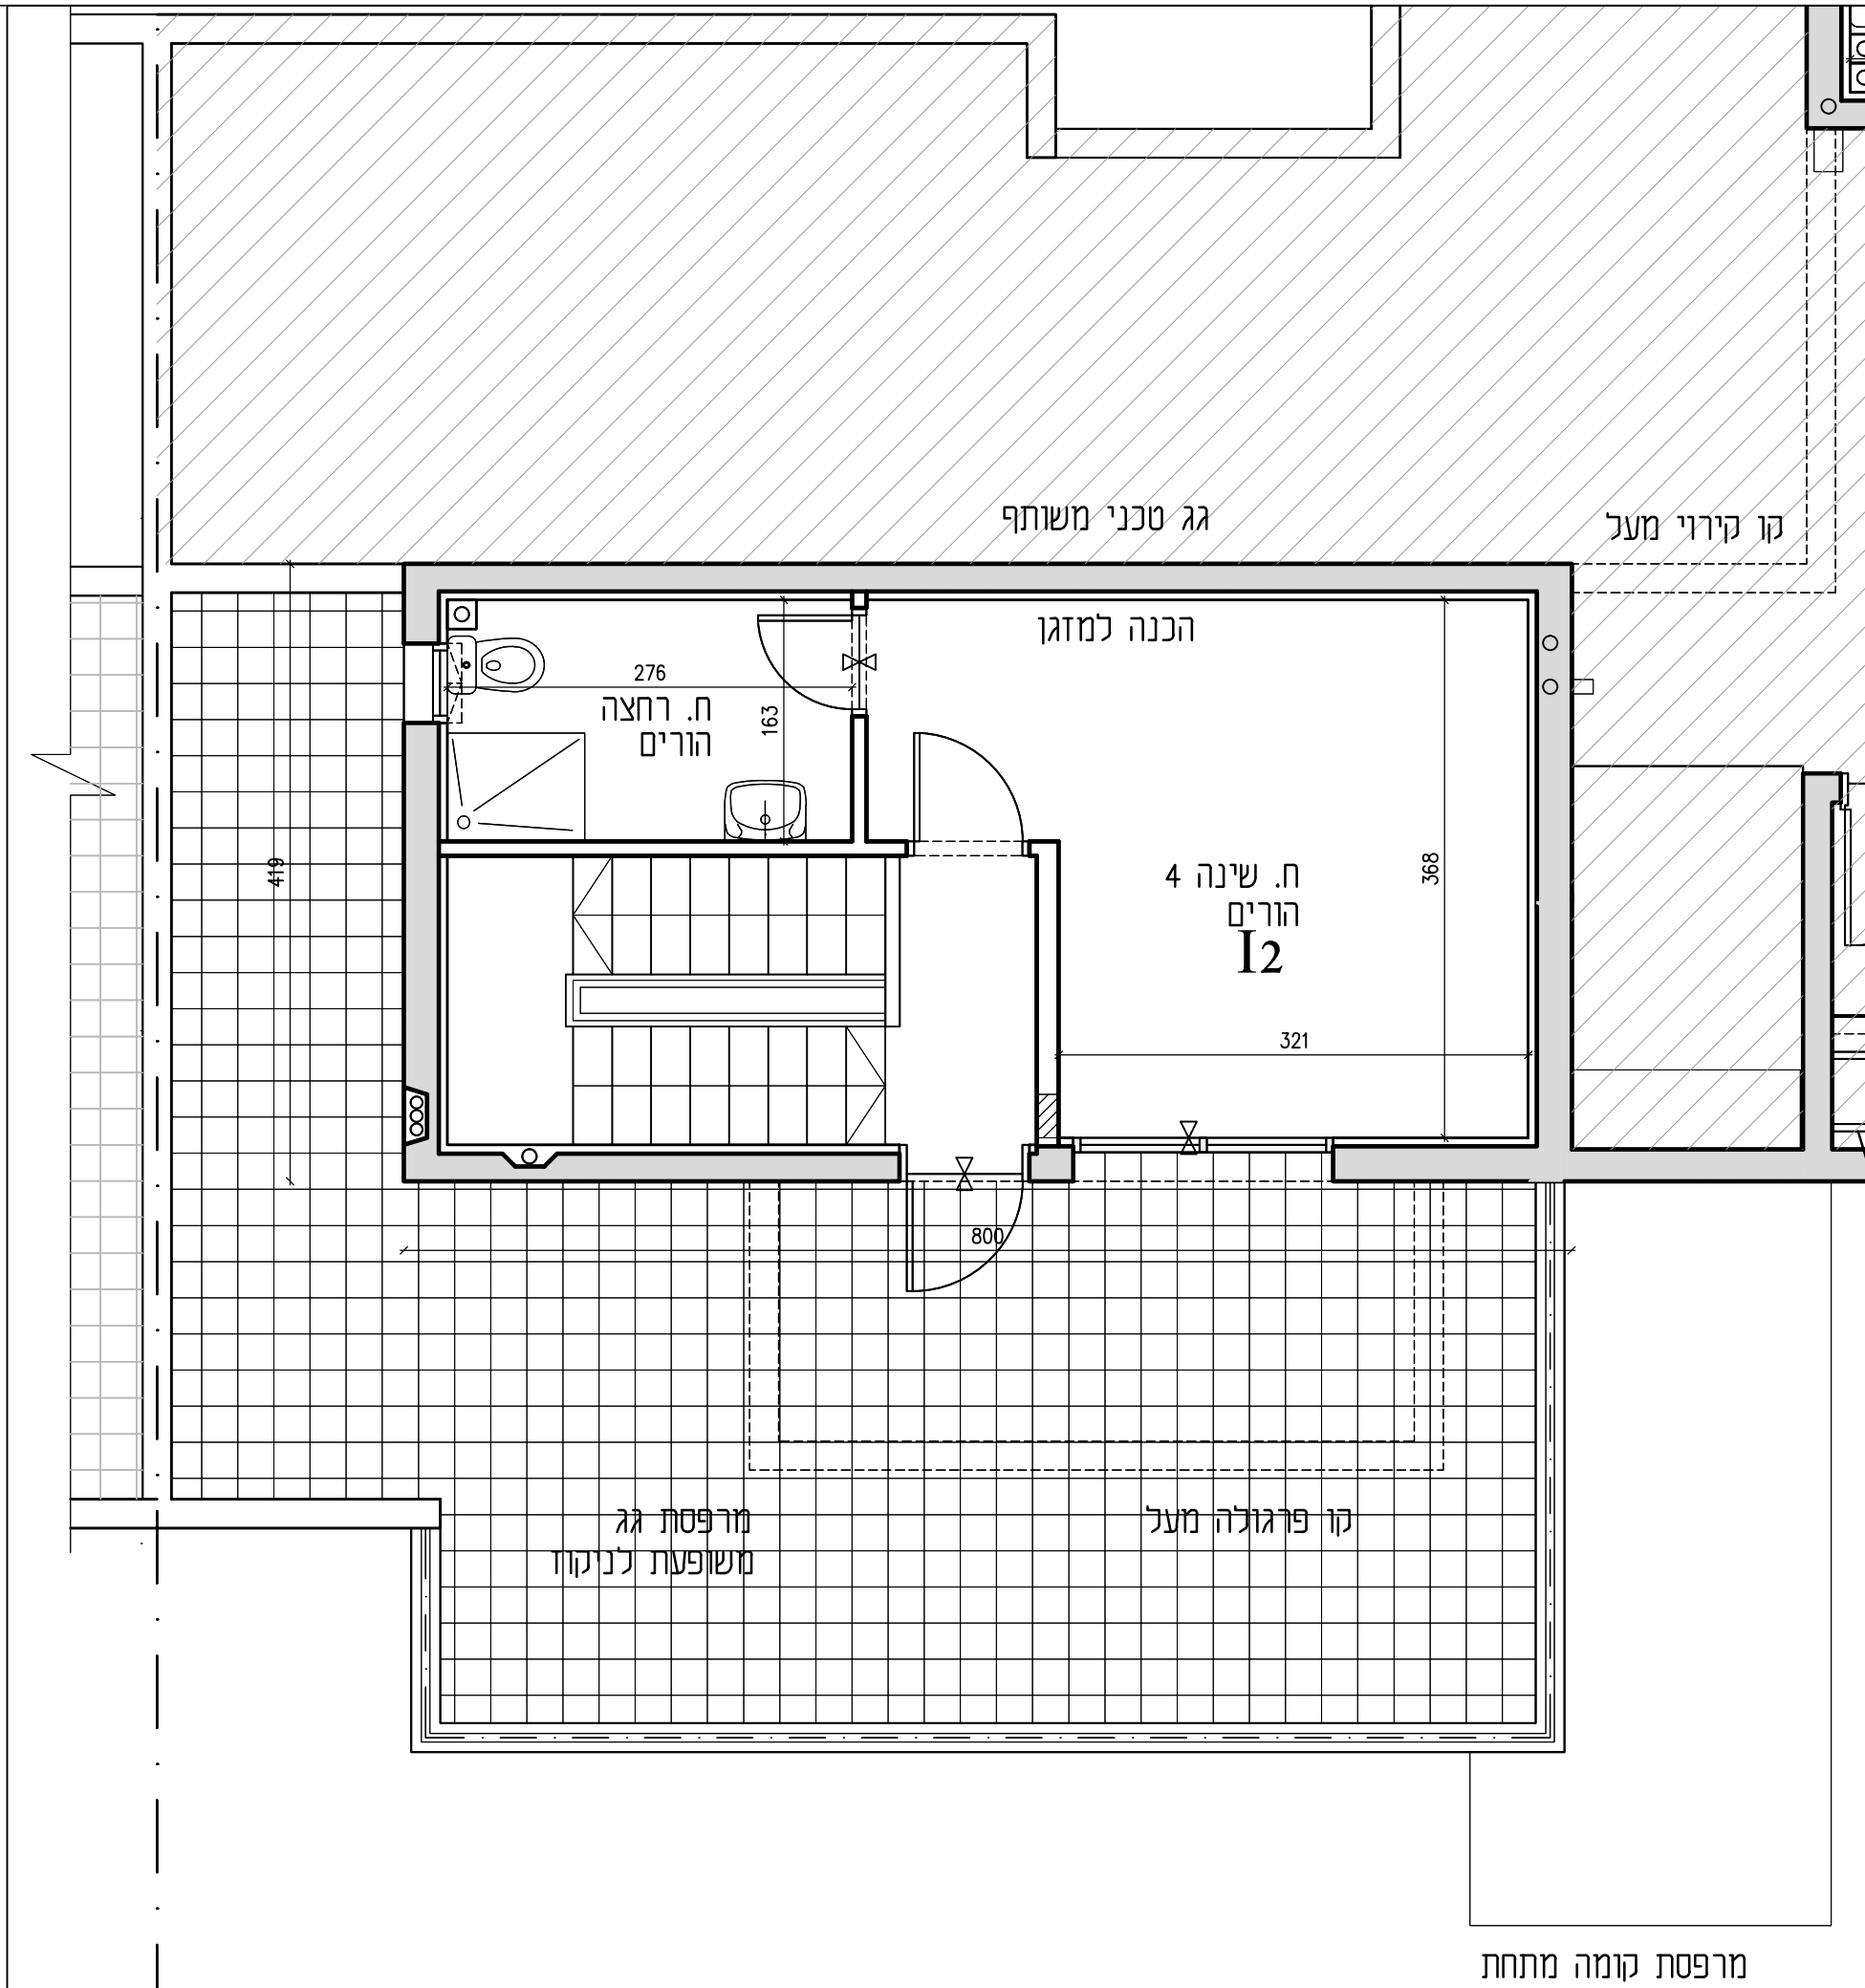 גג טכני משותף
קו קירוי מעל
הכנה למזגן
276
ח. רחצה
הורים
163
419
ח. שינה 4
הורים
I2
368
321
800
קו פרגולה מעל
מרפסת גג
משופעת לניקוז
מרפסת קומה מתחת